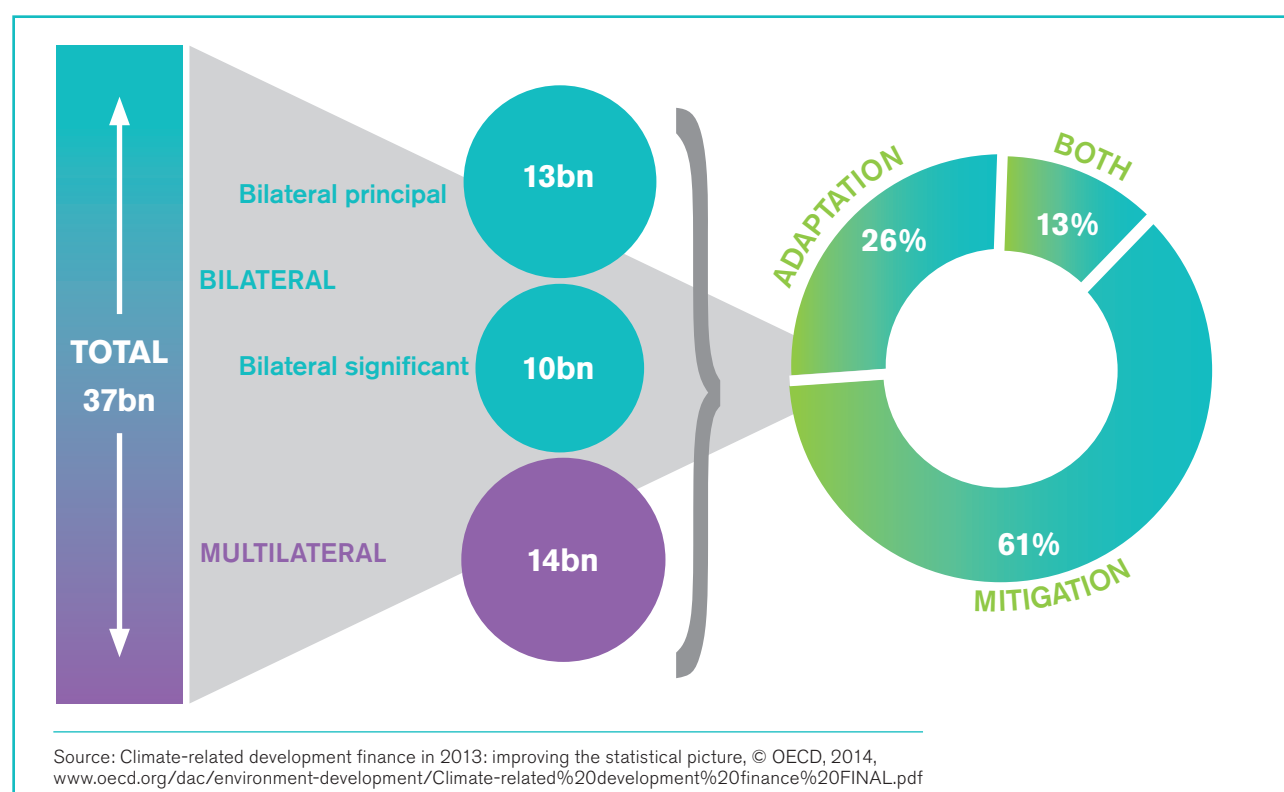 TOTAL
37bn
Bilateral principal
BILATERAL
Bilateral significant
MULTILATERAL
13bn
10bn
14bn
ADAPTATION
26%
BOTH
13%
61%
MITIGATION
Source: Climate-related development finance in 2013: improving the statistical picture, © OECD, 2014,
www.oecd.org/dac/environment-development/Climate-related%20development%20finance%20FINAL.pdf